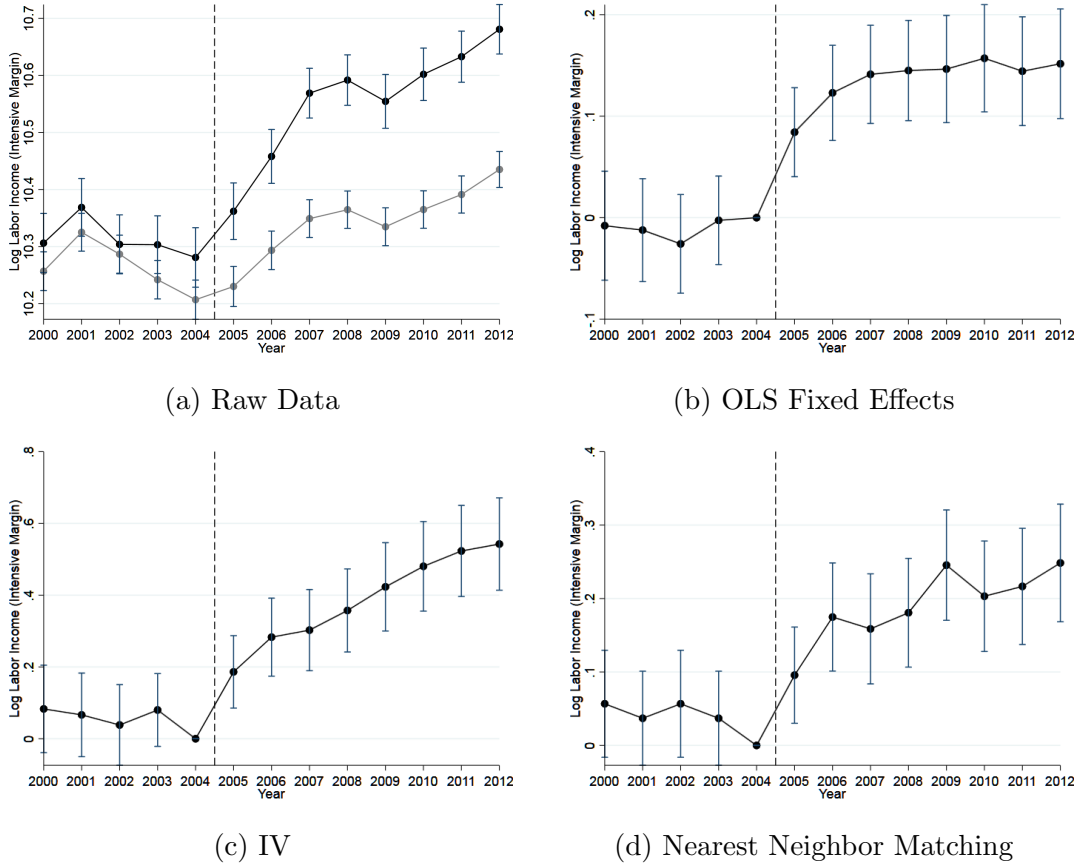 Log Labor Income (Intensive Margin)
10.7
10.6
10.5
10.4
10.3
10.2
2000 2001 2002 2003 2004 2005 2006 2007 2008 2009 2010 2011 2012
Year
(a) Raw Data
Log Labor Income (Intensive Margin)
.2
.1
0
-.1
2000 2001 2002 2003 2004 2005 2006 2007 2008 2009 2010 2011 2012
Year
(b) OLS Fixed Effects
Log Labor Income (Intensive Margin)
.8
.6
.4
.2
0
2000 2001 2002 2003 2004 2005 2006 2007 2008 2009 2010 2011 2012
Year
(c) IV
Log Labor Income (Intensive Margin)
.4
.3
.2
.1
0
2000 2001 2002 2003 2004 2005 2006 2007 2008 2009 2010 2011 2012
Year
(d) Nearest Neighbor Matching